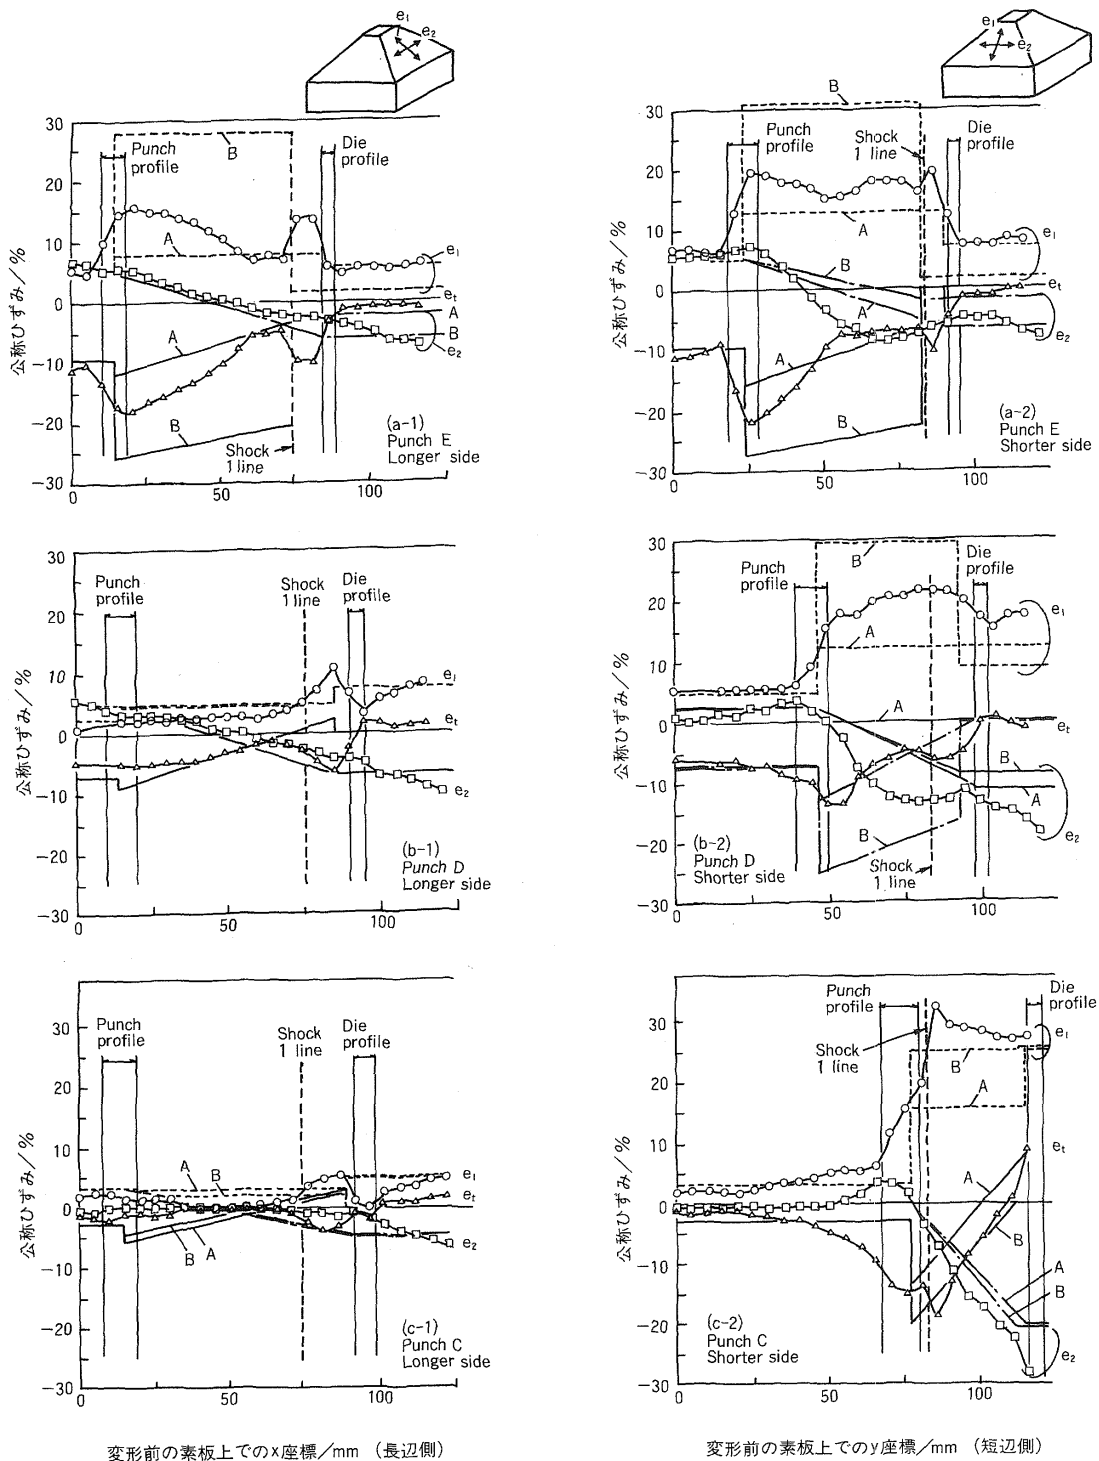 e₁
e₂
30
20
10
0
−10
−20
−30
公称ひずみ/%
Punch
profile
B
A
Die
profile
e₁
eₜ
A
B
e₂
A
B
Shock
1 line
(a-1)
Punch E
Longer side
0
50
100
e₁
e₂
30
20
10
0
−10
−20
−30
公称ひずみ/%
B
Punch
profile
Shock
1 line
Die
profile
A
B
A
e₁
eₜ
e₂
A
B
(a-2)
Punch E
Shorter side
0
50
100
30
20
10
0
−10
−20
−30
公称ひずみ/%
Punch
profile
Shock
1 line
Die
profile
e₁
eₜ
e₂
(b-1)
Punch D
Longer side
0
50
100
30
20
10
0
−10
−20
−30
公称ひずみ/%
Punch
profile
B
Die
profile
A
e₁
A
eₜ
B
A
e₂
B
Shock
1 line
(b-2)
Punch D
Shorter side
0
50
100
30
20
10
0
−10
−20
−30
公称ひずみ/%
Punch
profile
Shock
1 line
Die
profile
A
B
e₁
eₜ
e₂
B
A
(c-1)
Punch C
Longer side
0
50
100
30
20
10
0
−10
−20
−30
公称ひずみ/%
Punch
profile
Shock
1 line
Die
profile
e₁
B
A
eₜ
A
B
A
B
e₂
(c-2)
Punch C
Shorter side
0
50
100
変形前の素板上でのx座標/mm (長辺側)
変形前の素板上でのy座標/mm (短辺側)